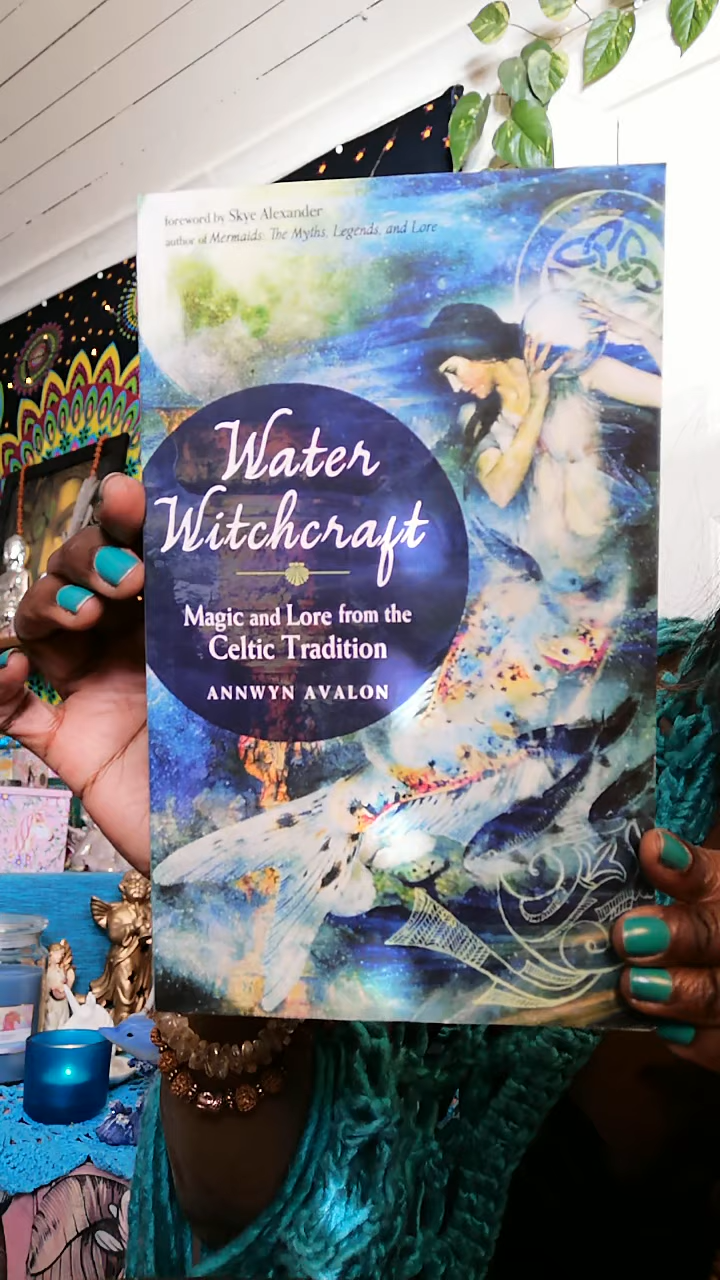 foreword by Skye Alexander
author of Mermaids: The Myths, Legends, and Lore
Water
Witchcraft
Magic and Lore from the
Celtic Tradition
ANNWYN AVALON